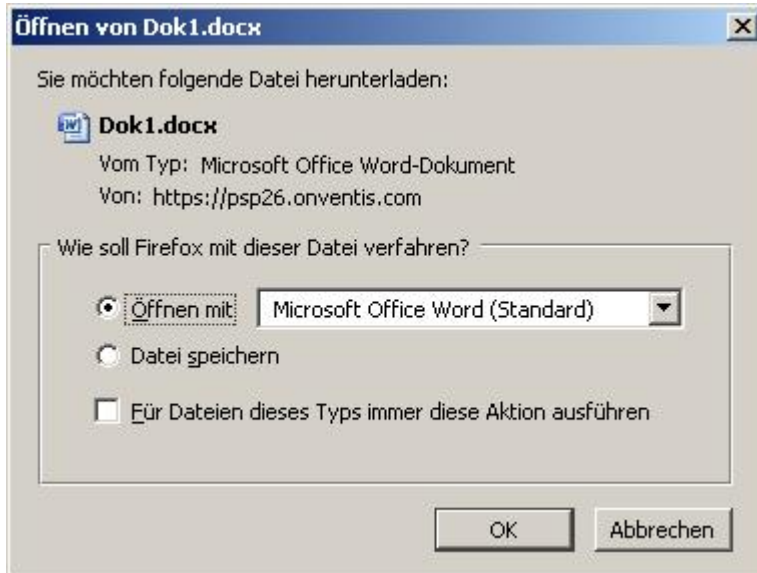 Öffnen von Dok1.docx
Sie möchten folgende Datei herunterladen:
Dok1.docx
Vom Typ: Microsoft Office Word-Dokument
Von: https://psp26.onventis.com
Wie soll Firefox mit dieser Datei verfahren?
Öffnen mit Microsoft Office Word (Standard)
Datei speichern
Für Dateien dieses Typs immer diese Aktion ausführen
OK Abbrechen